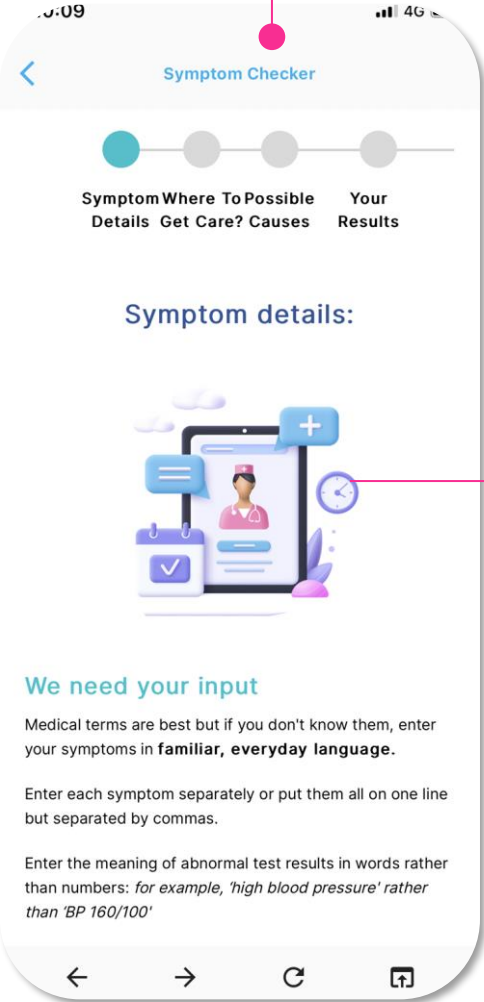 4G
Symptom Checker
Symptom Where To Possible Your
Details Get Care? Causes Results
Symptom details:
We need your input
Medical terms are best but if you don't know them, enter
your symptoms in familiar, everyday language.
Enter each symptom separately or put them all on one line
but separated by commas.
Enter the meaning of abnormal test results in words rather
than numbers: for example, 'high blood pressure' rather
than 'BP 160/100'